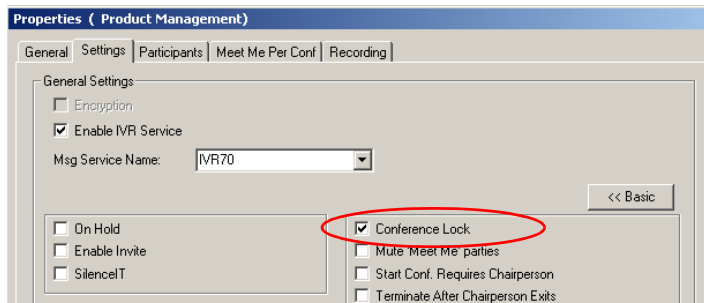 Properties ( Product Management)
General Settings Participants Meet Me Per Conf Recording
General Settings
Encryption
Enable IVR Service
Msg Service Name: IVR70
<< Basic
On Hold
Enable Invite
SilenceIT
Conference Lock
Mute 'Meet Me' parties
Start Conf. Requires Chairperson
Terminate After Chairperson Exits